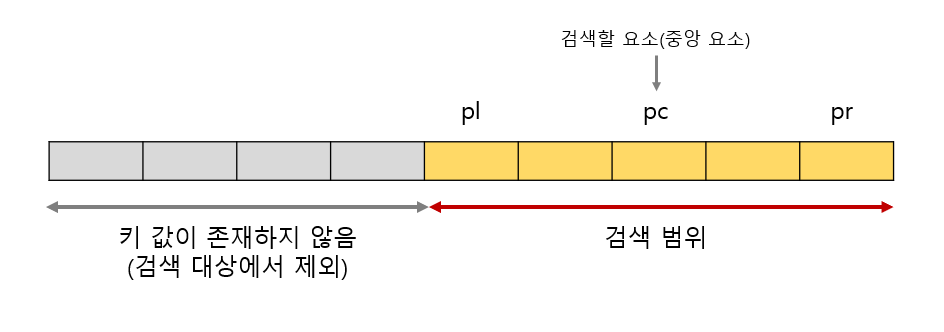 검색할 요소(중앙 요소)
pl pc pr
키 값이 존재하지 않음
(검색 대상에서 제외)
검색 범위